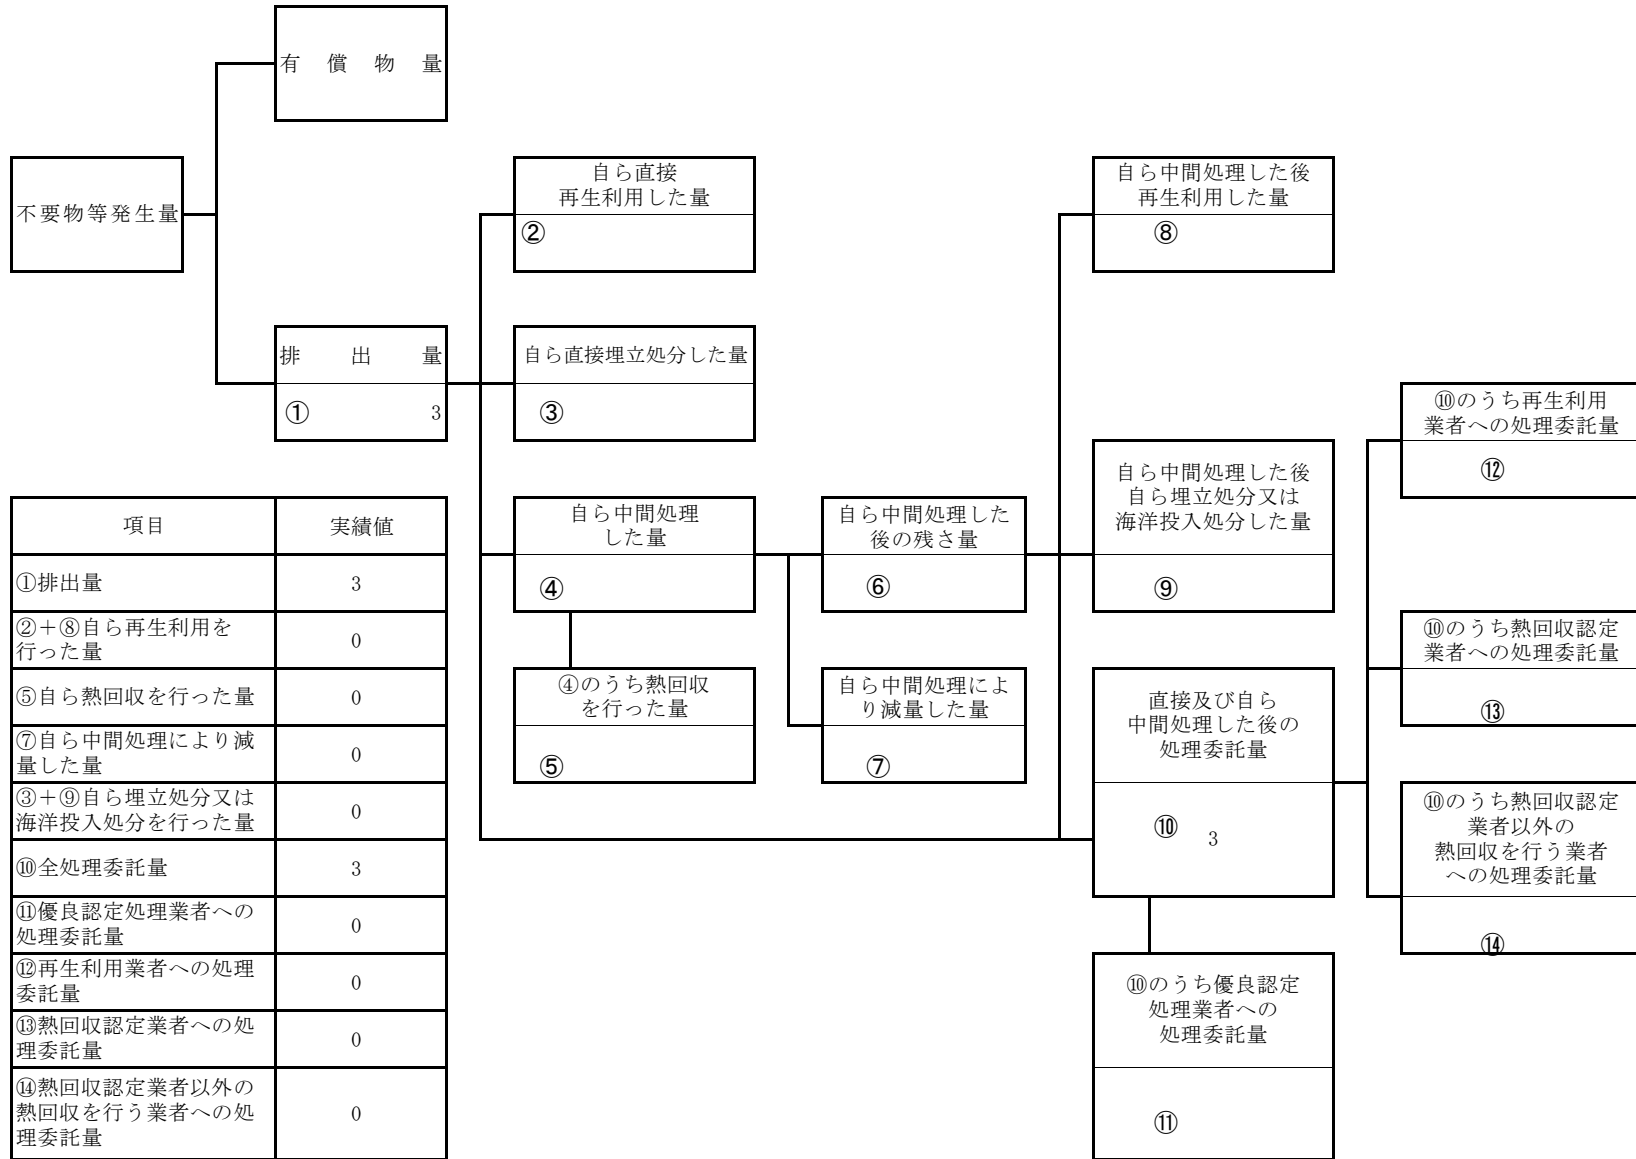 有償物量
不要物等発生量
自ら直接
再生利用した量
②
自ら中間処理した後
再生利用した量
⑧
排出量
① 3
自ら直接埋立処分した量
③
⑩のうち再生利用
業者への処理委託量
⑫
自ら中間処理
した量
④
自ら中間処理した
後の残さ量
⑥
自ら中間処理した後
自ら埋立処分又は
海洋投入処分した量
⑨
⑩のうち熱回収認定
業者への処理委託量
⑬
④のうち熱回収
を行った量
⑤
自ら中間処理によ
り減量した量
⑦
直接及び自ら
中間処理した後の
処理委託量
⑩ 3
⑩のうち熱回収認定
業者以外の
熱回収を行う業者
への処理委託量
⑭
⑩のうち優良認定
処理業者への
処理委託量
⑪
項目 実績値
①排出量 3
②＋⑧自ら再生利用を
行った量 0
⑤自ら熱回収を行った量 0
⑦自ら中間処理により減
量した量 0
③＋⑨自ら埋立処分又は
海洋投入処分を行った量 0
⑩全処理委託量 3
⑪優良認定処理業者への
処理委託量 0
⑫再生利用業者への処理
委託量 0
⑬熱回収認定業者への処
理委託量 0
⑭熱回収認定業者以外の
熱回収を行う業者への処
理委託量 0